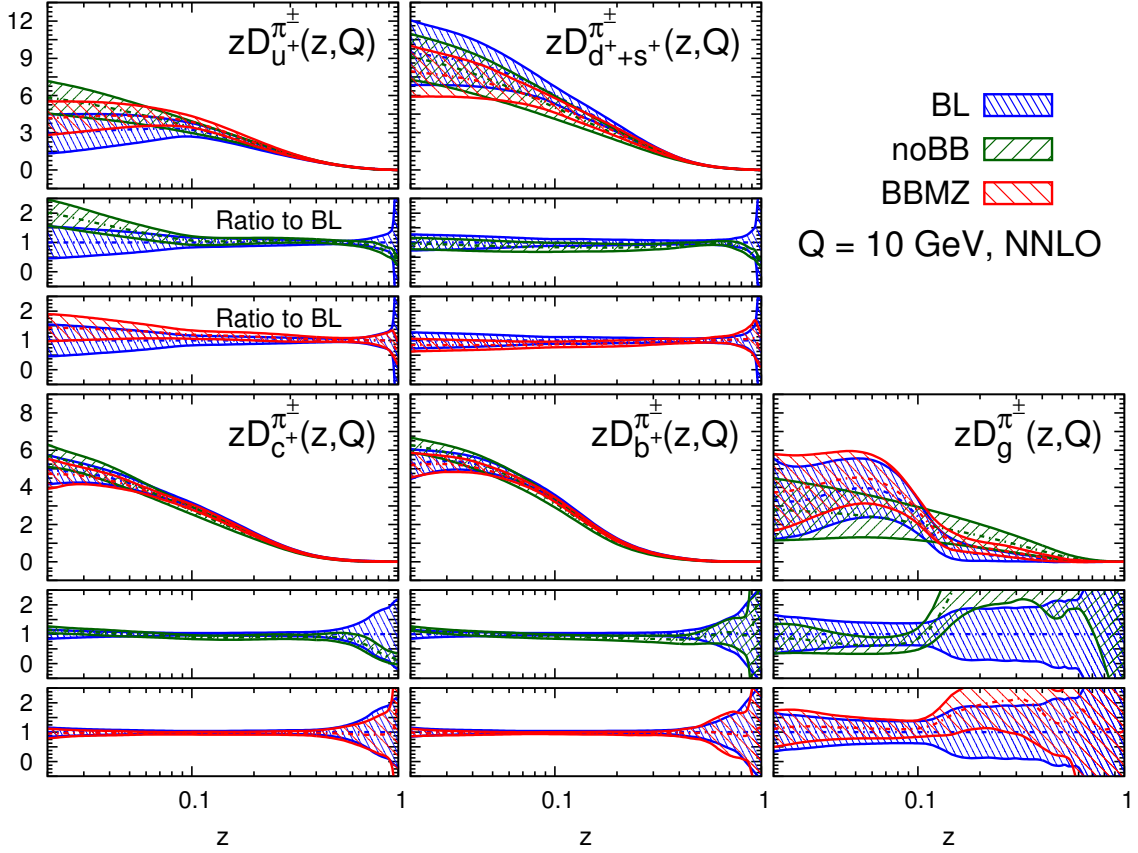 12
9
6
3
0
zD_{u^+}^{π^±}(z,Q)
zD_{d^++s^+}^{π^±}(z,Q)
BL
noBB
BBMZ
Q = 10 GeV, NNLO
2
1
0
Ratio to BL
2
1
0
Ratio to BL
8
6
4
2
0
zD_{c^+}^{π^±}(z,Q)
zD_{b^+}^{π^±}(z,Q)
zD_{g}^{π^±}(z,Q)
2
1
0
2
1
0
0.1 1 0.1 1 0.1 1
z z z